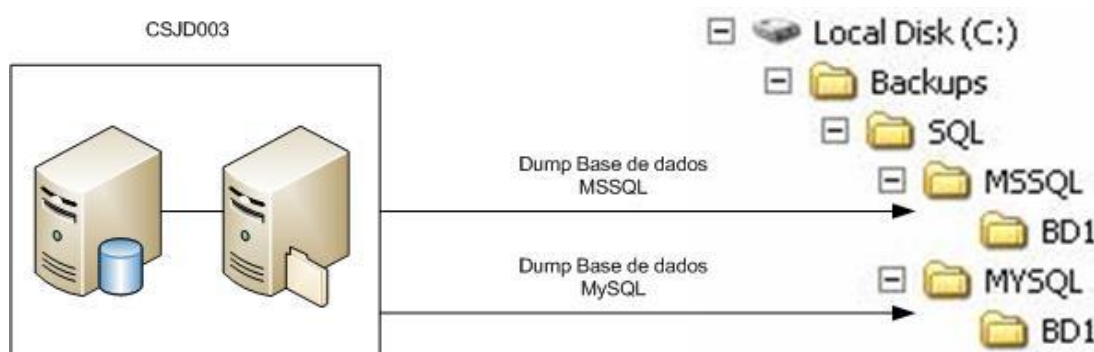 CSJD003
Dump Base de dados
MSSQL
Dump Base de dados
MySQL
Local Disk (C:)
Backups
SQL
MSSQL
BD1
MYSQL
BD1